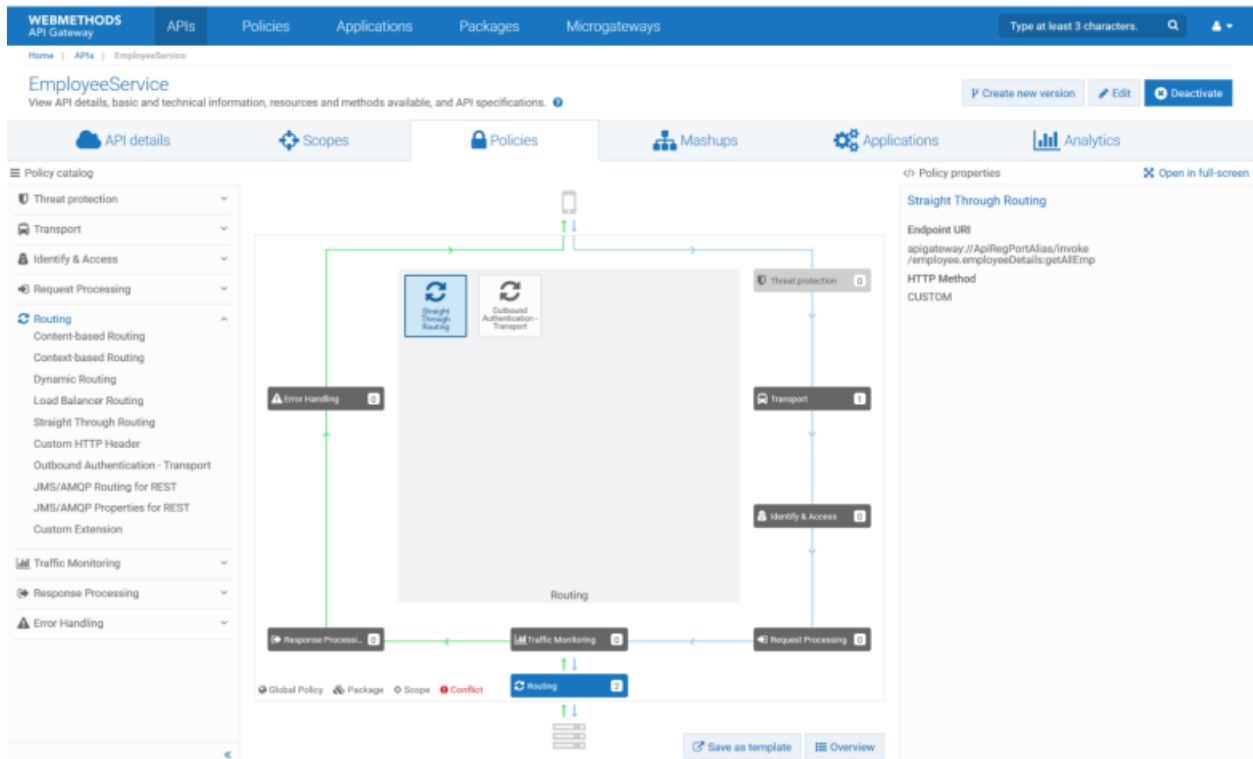 WEBMETHODS
API Gateway
APIs
Policies
Applications
Packages
Microgateways
Type at least 3 characters.
Home > APIs > EmployeeService
EmployeeService
View API details, basic and technical information, resources and methods available, and API specifications.
Create new version
Edit
Deactivate
API details
Scopes
Policies
Mashups
Applications
Analytics
Policy catalog
Threat protection
Transport
Identify & Access
Request Processing
Routing
Content-based Routing
Context-based Routing
Dynamic Routing
Load Balancer Routing
Straight Through Routing
Custom HTTP Header
Outbound Authentication - Transport
JMS/AMQP Routing for REST
JMS/AMQP Properties for REST
Custom Extension
Traffic Monitoring
Response Processing
Error Handling
Straight
Through
Routing
Outbound
Authentication -
Transport
Threat protection 0
Error Handling 0
Transport 1
Identify & Access 0
Routing
Response Processi... 0
Traffic Monitoring 0
Request Processing 0
Routing 2
Global Policy Package Scope Conflict
Save as template
Overview
</> Policy properties
Open in full-screen
Straight Through Routing
Endpoint URI
apigateway://ApiRegPortAlias/invoke
/employee.employeeDetails:getAllEmp
HTTP Method
CUSTOM